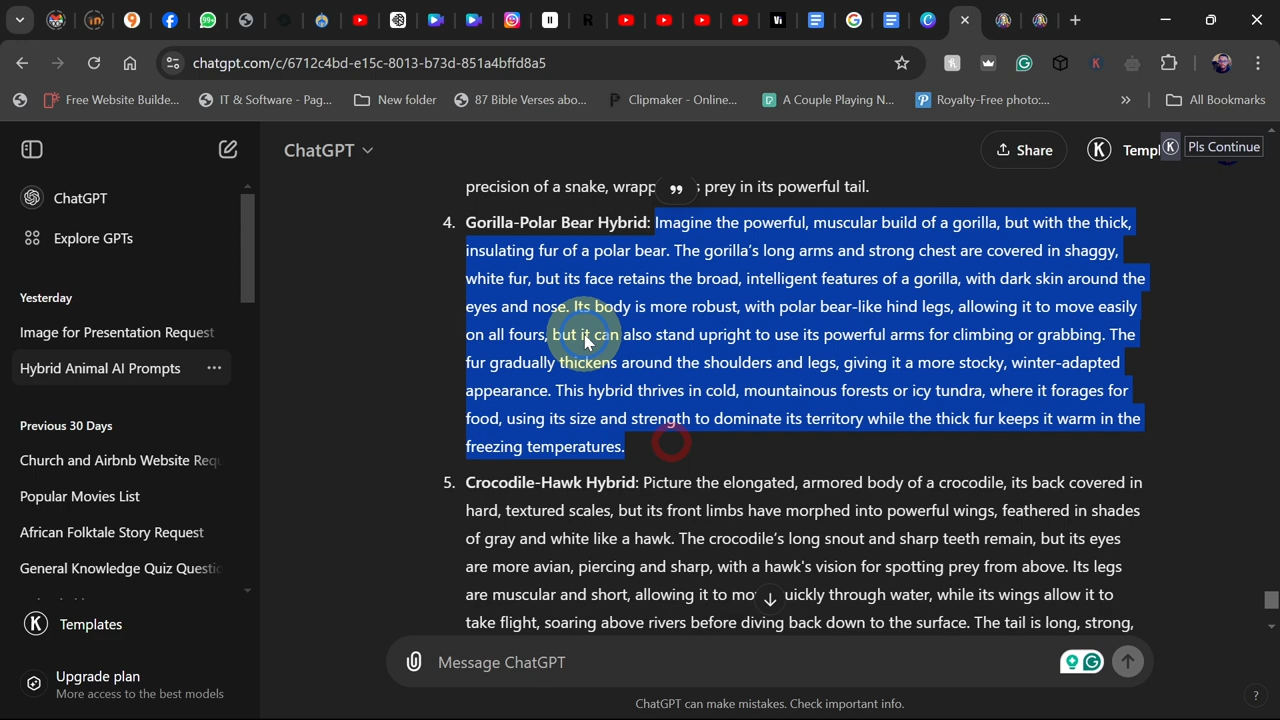 99+
Vi
chatgpt.com/c/6712c4bd-e15c-8013-b73d-851a4bffd8a5
Free Website Builde...
IT & Software - Pag...
New folder
87 Bible Verses abo...
Clipmaker - Online...
A Couple Playing N...
Royalty-Free photo:...
»
All Bookmarks
ChatGPT
Share
K Templ
K Pls Continue
ChatGPT
Explore GPTs
Yesterday
Image for Presentation Request
Hybrid Animal AI Prompts ...
Previous 30 Days
Church and Airbnb Website Requ
Popular Movies List
African Folktale Story Request
General Knowledge Quiz Questio
K Templates
Upgrade plan
More access to the best models
precision of a snake, wrapp s prey in its powerful tail.
4. Gorilla-Polar Bear Hybrid: Imagine the powerful, muscular build of a gorilla, but with the thick,
insulating fur of a polar bear. The gorilla's long arms and strong chest are covered in shaggy,
white fur, but its face retains the broad, intelligent features of a gorilla, with dark skin around the
eyes and nose. Its body is more robust, with polar bear-like hind legs, allowing it to move easily
on all fours, but it can also stand upright to use its powerful arms for climbing or grabbing. The
fur gradually thickens around the shoulders and legs, giving it a more stocky, winter-adapted
appearance. This hybrid thrives in cold, mountainous forests or icy tundra, where it forages for
food, using its size and strength to dominate its territory while the thick fur keeps it warm in the
freezing temperatures.
5. Crocodile-Hawk Hybrid: Picture the elongated, armored body of a crocodile, its back covered in
hard, textured scales, but its front limbs have morphed into powerful wings, feathered in shades
of gray and white like a hawk. The crocodile's long snout and sharp teeth remain, but its eyes
are more avian, piercing and sharp, with a hawk's vision for spotting prey from above. Its legs
are muscular and short, allowing it to mo uickly through water, while its wings allow it to
take flight, soaring above rivers before diving back down to the surface. The tail is long, strong,
Message ChatGPT
ChatGPT can make mistakes. Check important info.
?